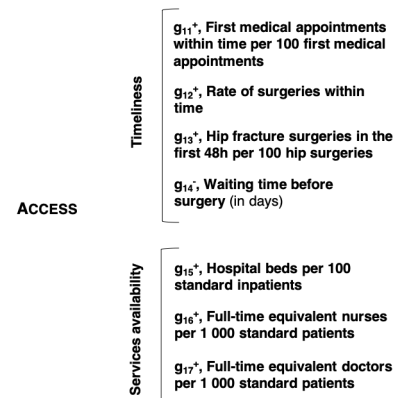 ACCESS
Timeliness
g₁₁⁺, First medical appointments
within time per 100 first medical
appointments
g₁₂⁺, Rate of surgeries within
time
g₁₃⁺, Hip fracture surgeries in the
first 48h per 100 hip surgeries
g₁₄⁻, Waiting time before
surgery (in days)
Services availability
g₁₅⁺, Hospital beds per 100
standard inpatients
g₁₆⁺, Full-time equivalent nurses
per 1 000 standard patients
g₁₇⁺, Full-time equivalent doctors
per 1 000 standard patients